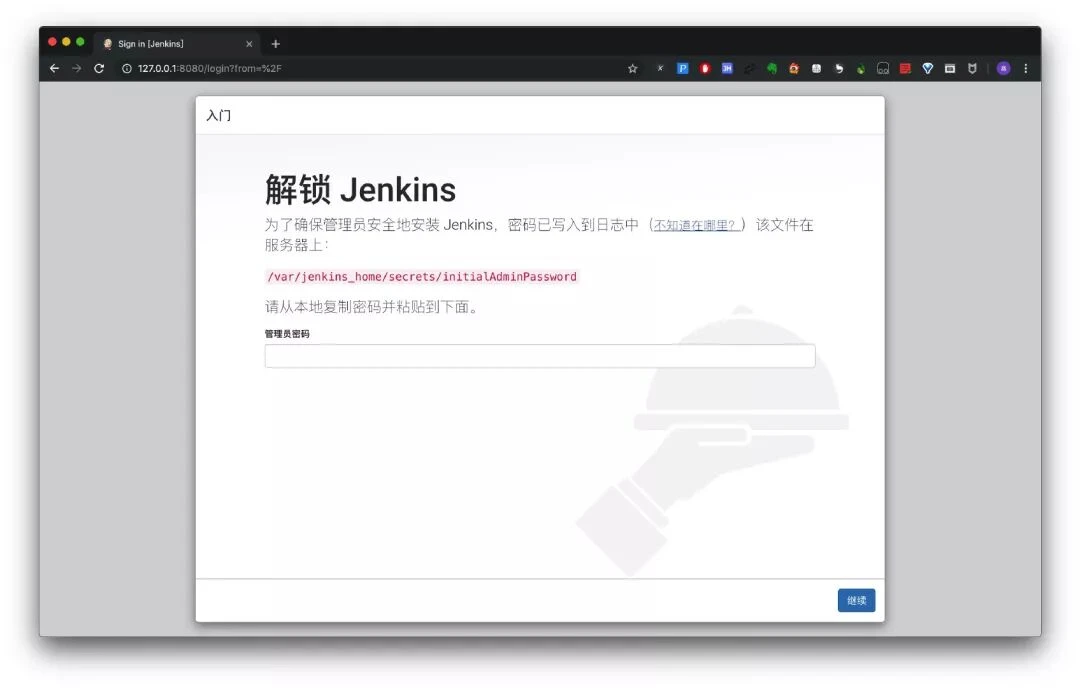 Sign in [Jenkins]
127.0.0.1:8080/login?from=%2F
入门
解锁 Jenkins
为了确保管理员安全地安装 Jenkins，密码已写入到日志中（不知道在哪里？）该文件在
服务器上：
/var/jenkins_home/secrets/initialAdminPassword
请从本地复制密码并粘贴到下面。
管理员密码
继续